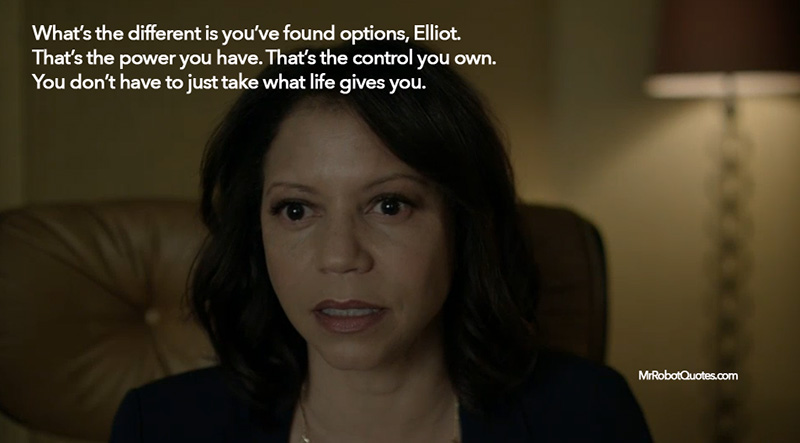 What's the different is you've found options, Elliot.
That's the power you have. That's the control you own.
You don't have to just take what life gives you.
MrRobotQuotes.com